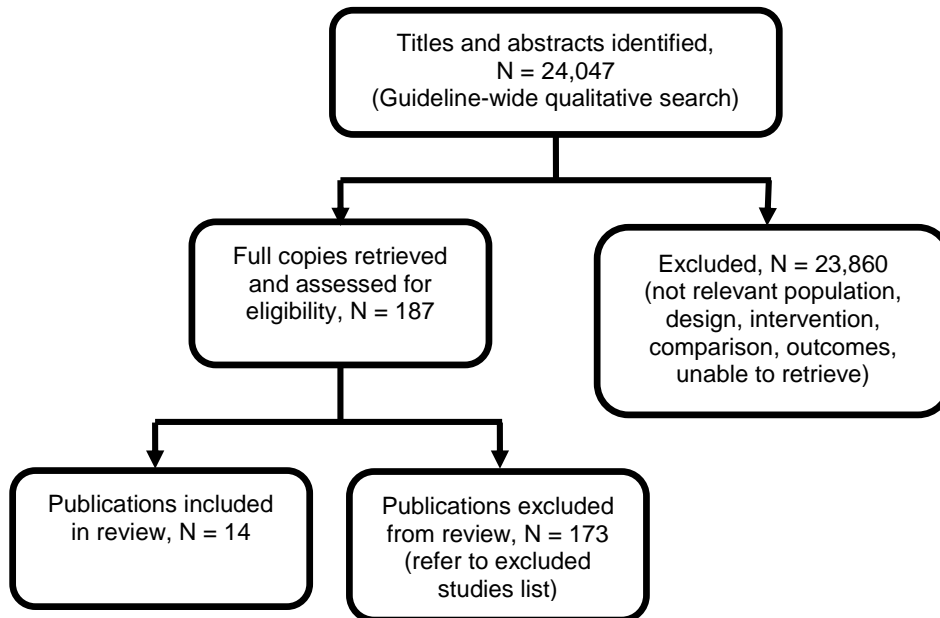 Titles and abstracts identified,
N = 24,047
(Guideline-wide qualitative search)
Full copies retrieved
and assessed for
eligibility, N = 187
Excluded, N = 23,860
(not relevant population,
design, intervention,
comparison, outcomes,
unable to retrieve)
Publications included
in review, N = 14
Publications excluded
from review, N = 173
(refer to excluded
studies list)